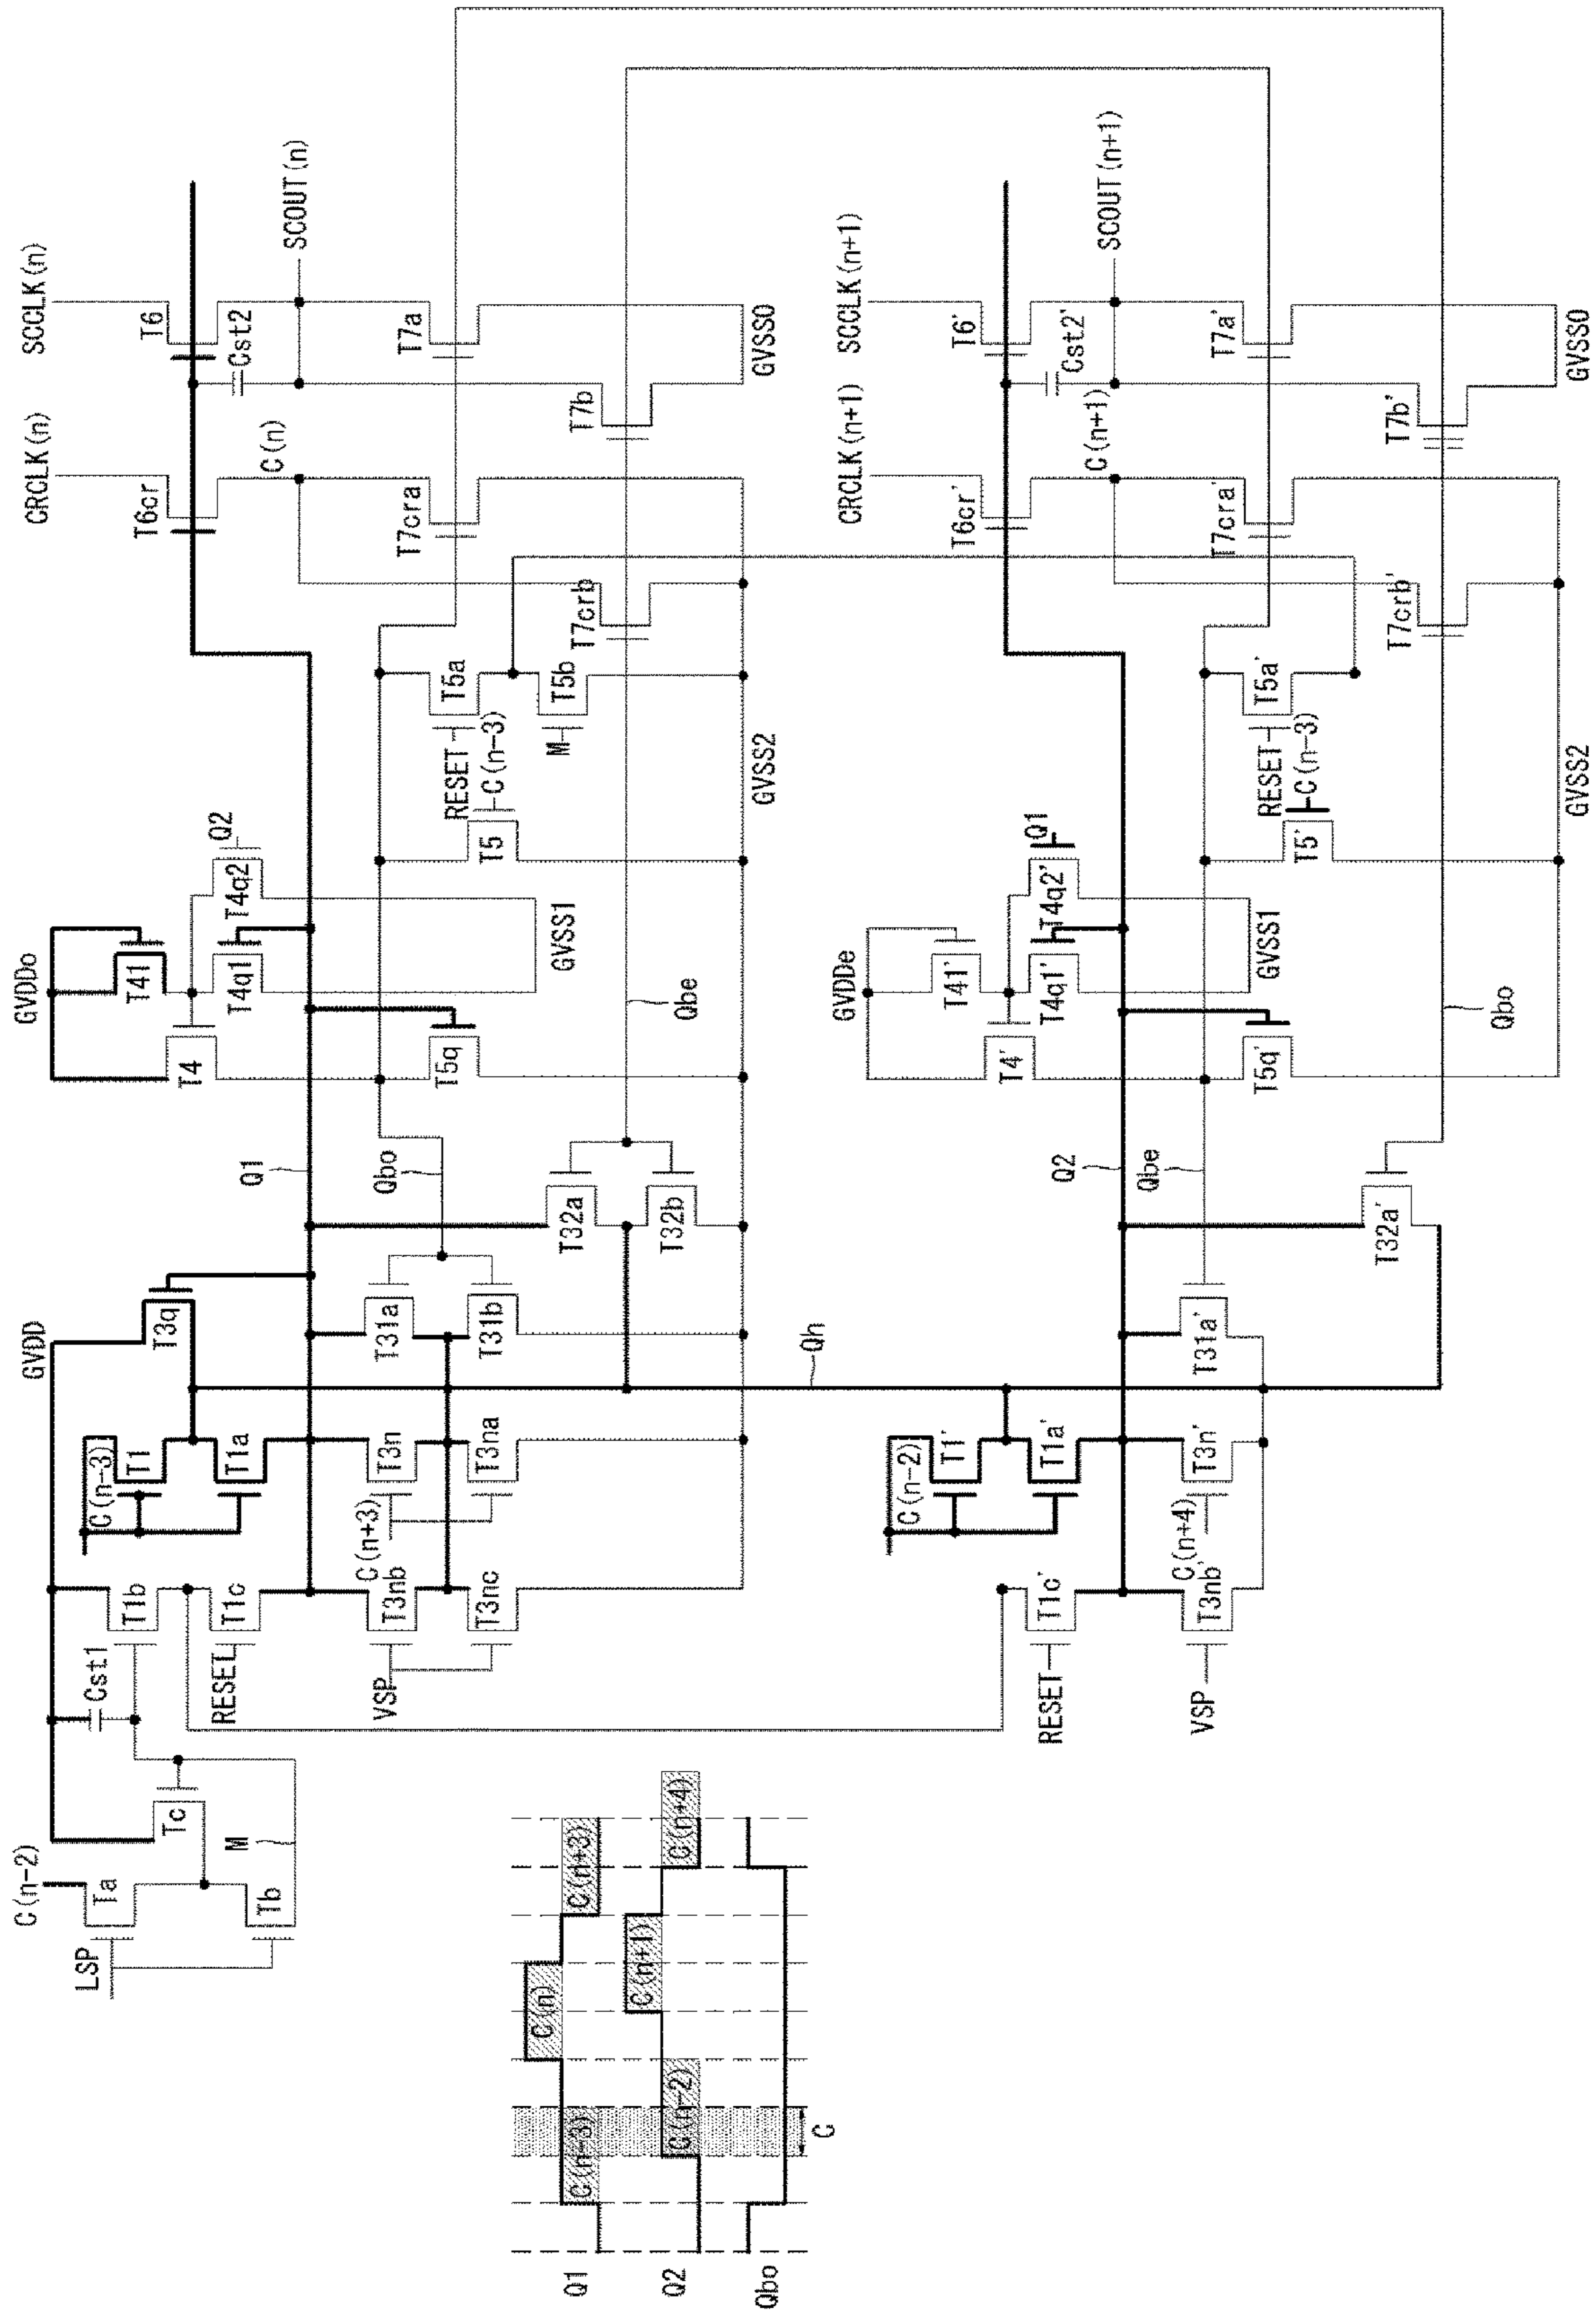 C(n-2)
LSP
Ta
Tb
Tc
M
Cst1
GVDD
T1b
RESET
T1c
VSP
T3nb
T3nc
C(n-3)
T1
T1a
C(n+3)
T3n
T3na
T3q
T31a
T31b
Qh
Q1
Qbo
T32a
T32b
GVDDo
T4
T41
T4q1
T4q2
Q2
GVSS1
T5q
Qbe
T5
C(n-3)
RESET
T5a
M
T5b
GVSS2
CRCLK(n)
T6cr
C(n)
T7cra
T7crb
SCCLK(n)
T6
Cst2
SCOUT(n)
T7a
T7b
GVSS0
RESET
T1c'
VSP
T3nb'
C(n-2)
T1'
T1a'
C(n+4)
T3n'
T31a'
Q2
Qbe
T32a'
GVDDe
T4'
T41'
T4q1'
T4q2'
Q1
GVSS1
T5q'
Qbo
T5'
C(n-3)
RESET
T5a'
GVSS2
CRCLK(n+1)
T6cr'
C(n+1)
T7cra'
T7crb'
SCCLK(n+1)
T6'
Cst2'
SCOUT(n+1)
T7a'
T7b'
GVSS0
Q1
C(n-3)
C(n)
C(n+3)
Q2
C(n-2)
C(n+1)
C(n+4)
Qbo
C